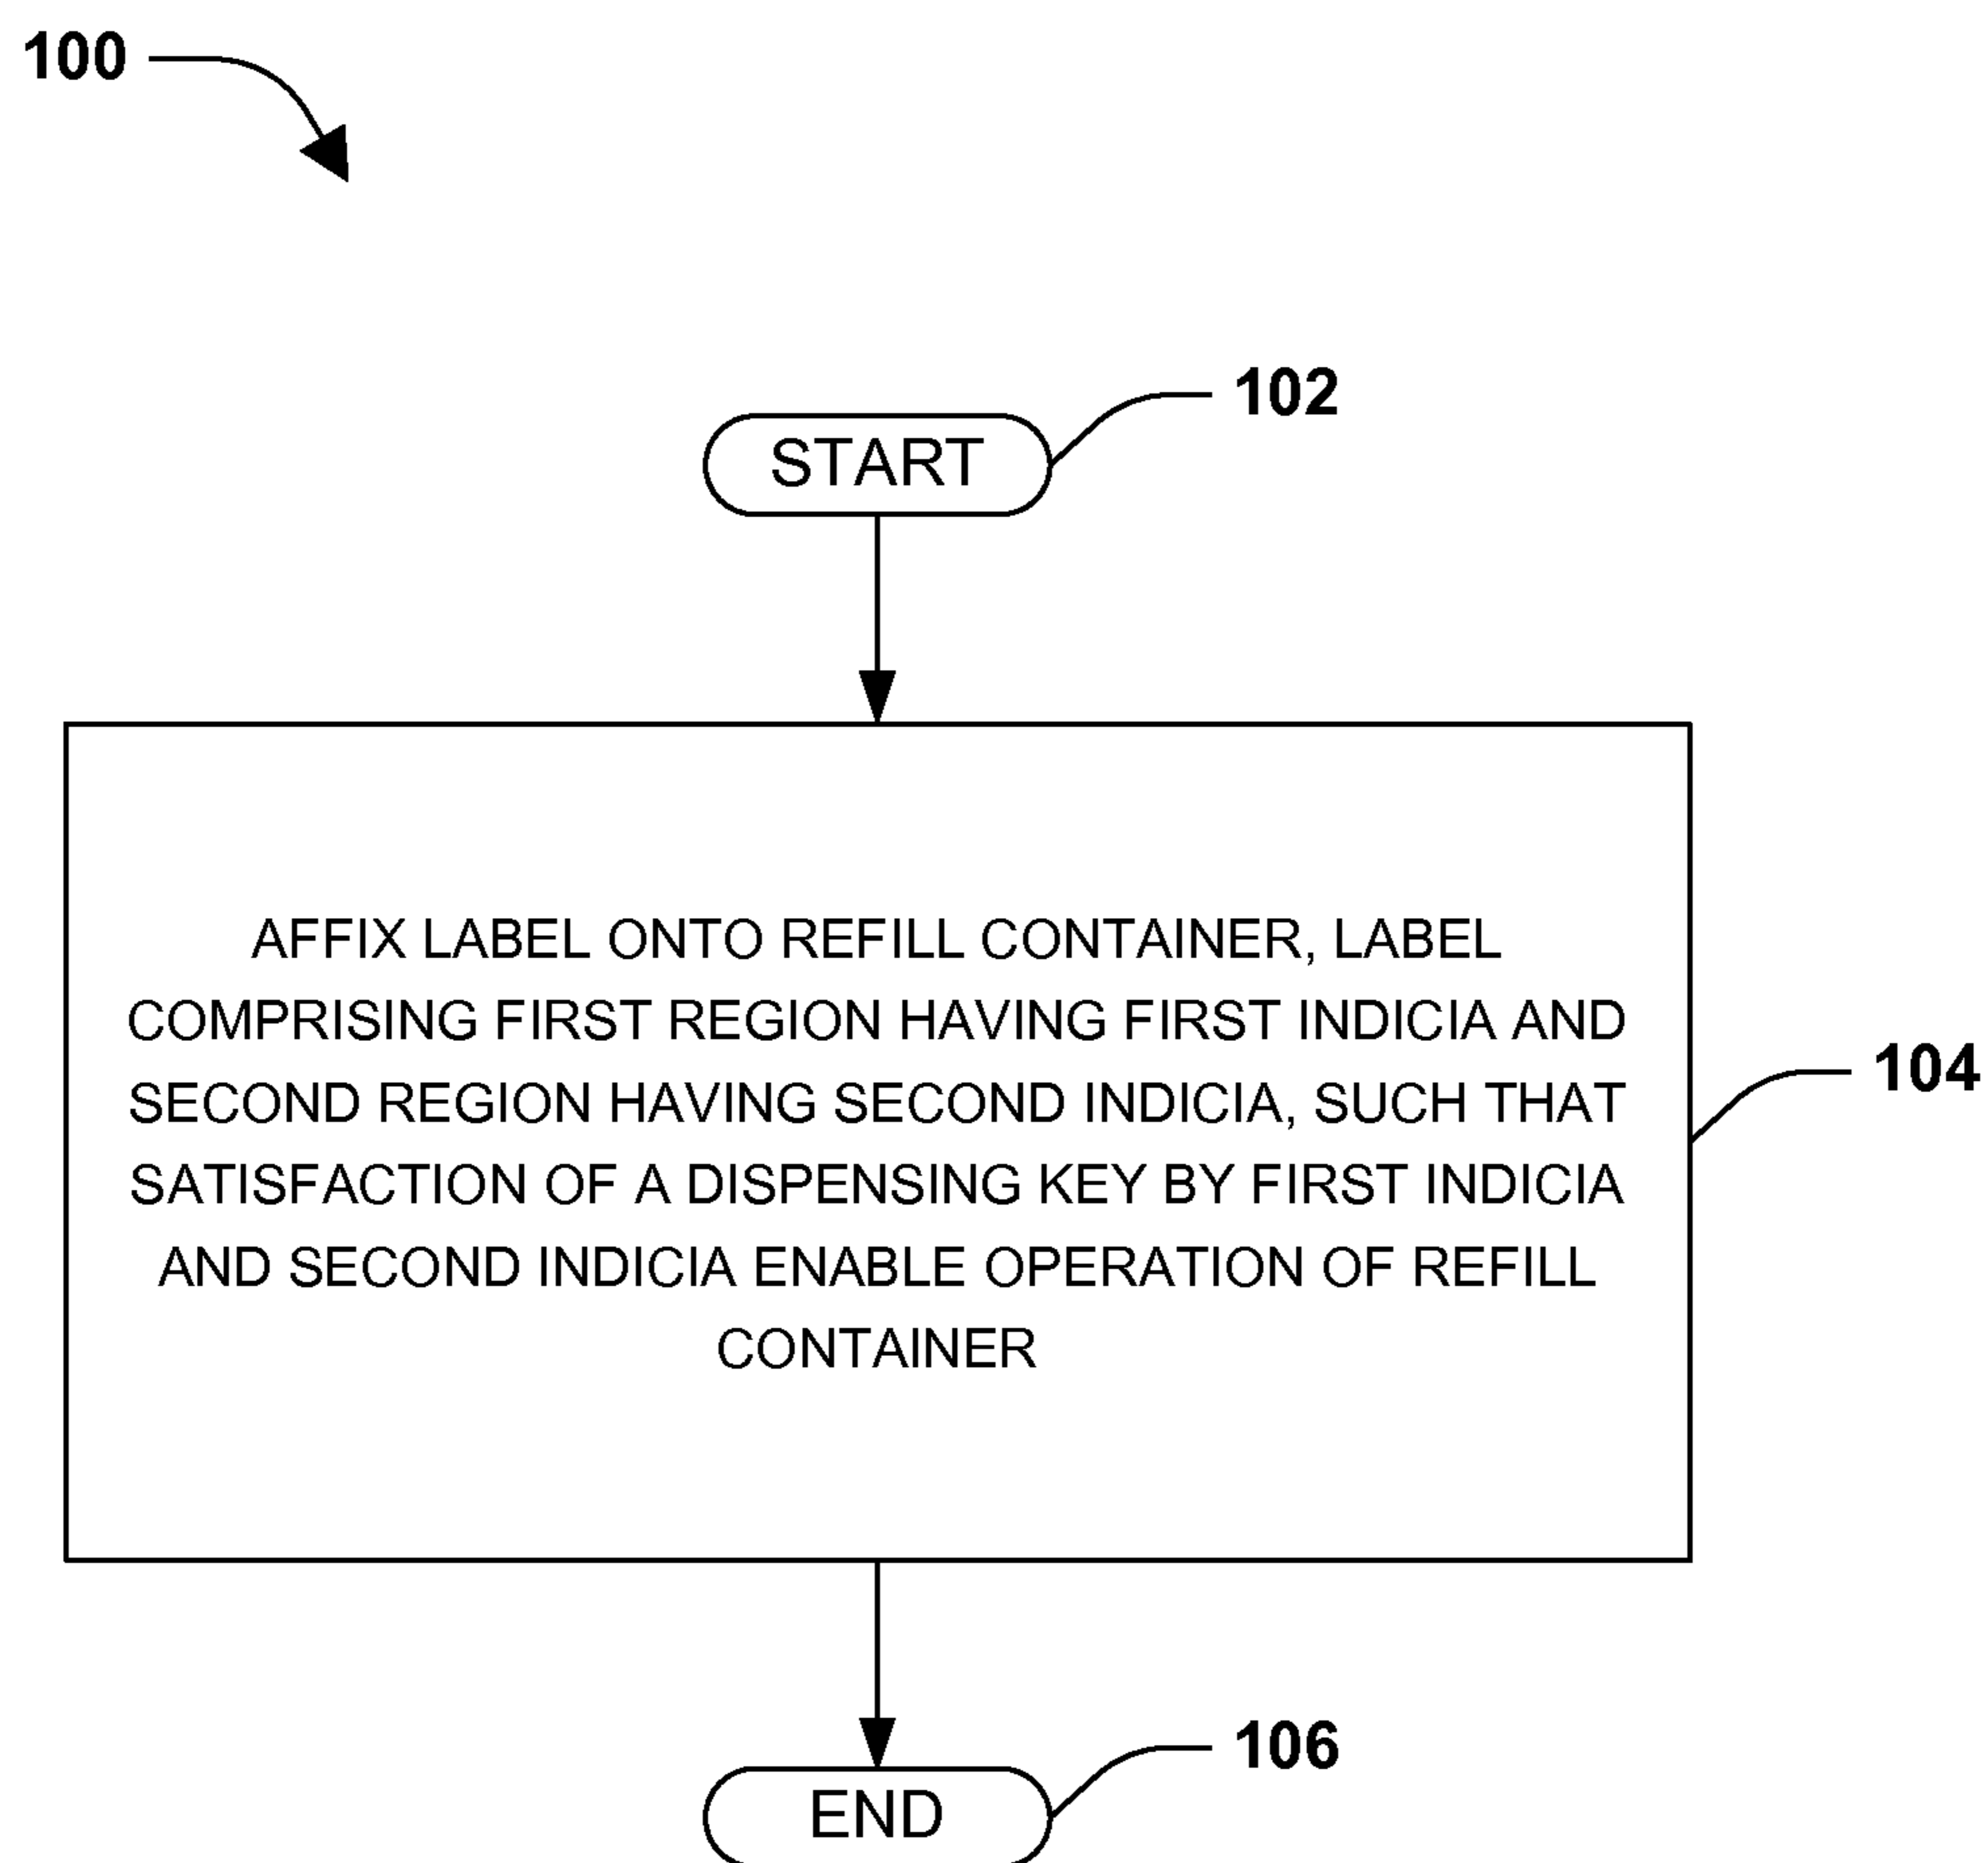 100
102
START
AFFIX LABEL ONTO REFILL CONTAINER, LABEL
COMPRISING FIRST REGION HAVING FIRST INDICIA AND
SECOND REGION HAVING SECOND INDICIA, SUCH THAT
SATISFACTION OF A DISPENSING KEY BY FIRST INDICIA
AND SECOND INDICIA ENABLE OPERATION OF REFILL
CONTAINER
104
106
END